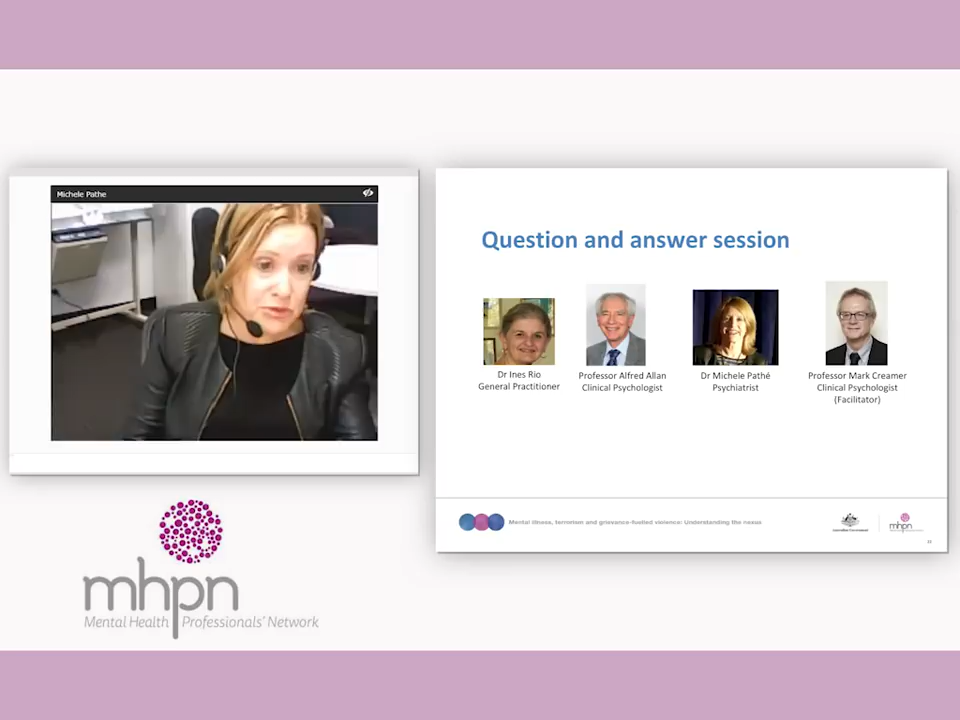 Michele Pathe
Question and answer session
Dr Ines Rio
General Practitioner
Professor Alfred Allan
Clinical Psychologist
Dr Michele Pathé
Psychiatrist
Professor Mark Creamer
Clinical Psychologist
(Facilitator)
Mental illness, terrorism and grievance-fuelled violence: Understanding the nexus
mhpn
mhpn
Mental Health Professionals' Network